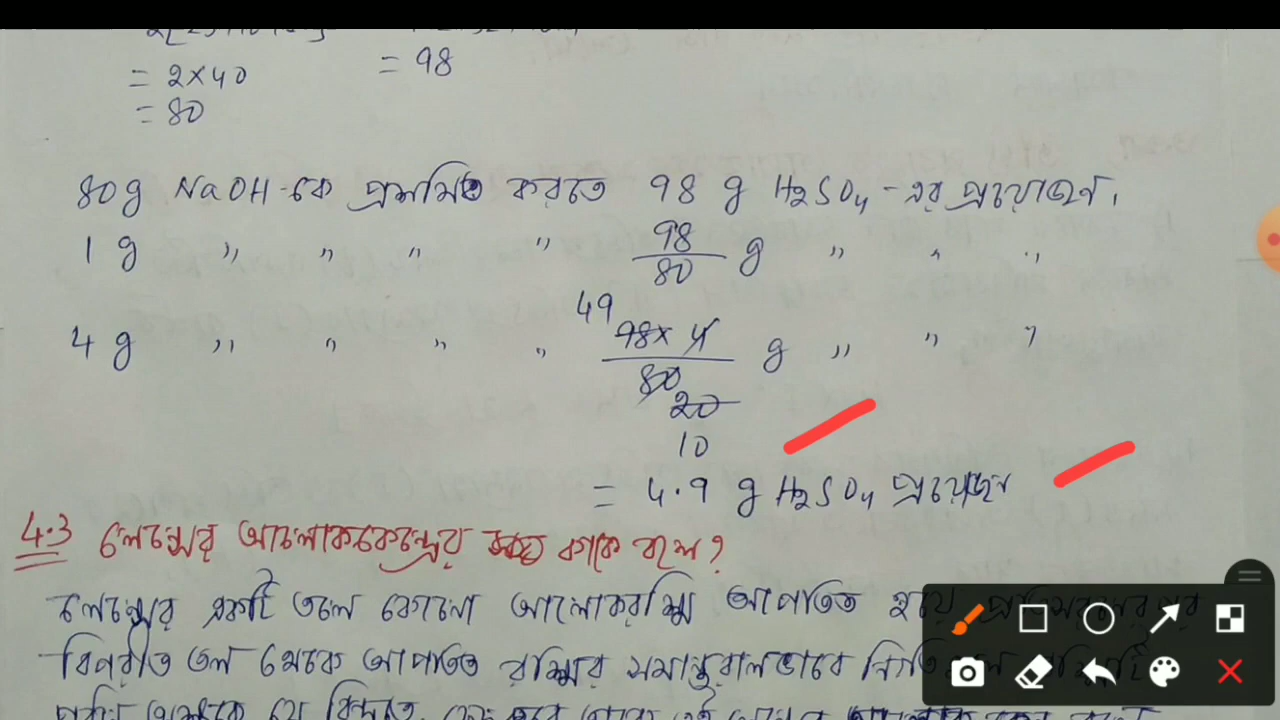 = 2×40 = 98
= 80
80g NaOH-কে প্রশমিত করতে 98 g H₂SO₄-এর প্রয়োজন।
1 g " " " " 98/80 g " " "
4 g " " " " 49 98×4/80 g " " "
20
10
= 4.9 g H₂SO₄ প্রয়োজন
4.3 লেন্সের আলোককেন্দ্রের কাকে বলে?
লেন্সের একটি তলে কোনো আলোকরশ্মি আপতিত হয়ে
বিপরীত তল থেকে আপতিত রশ্মির সমান্তরালভাবে